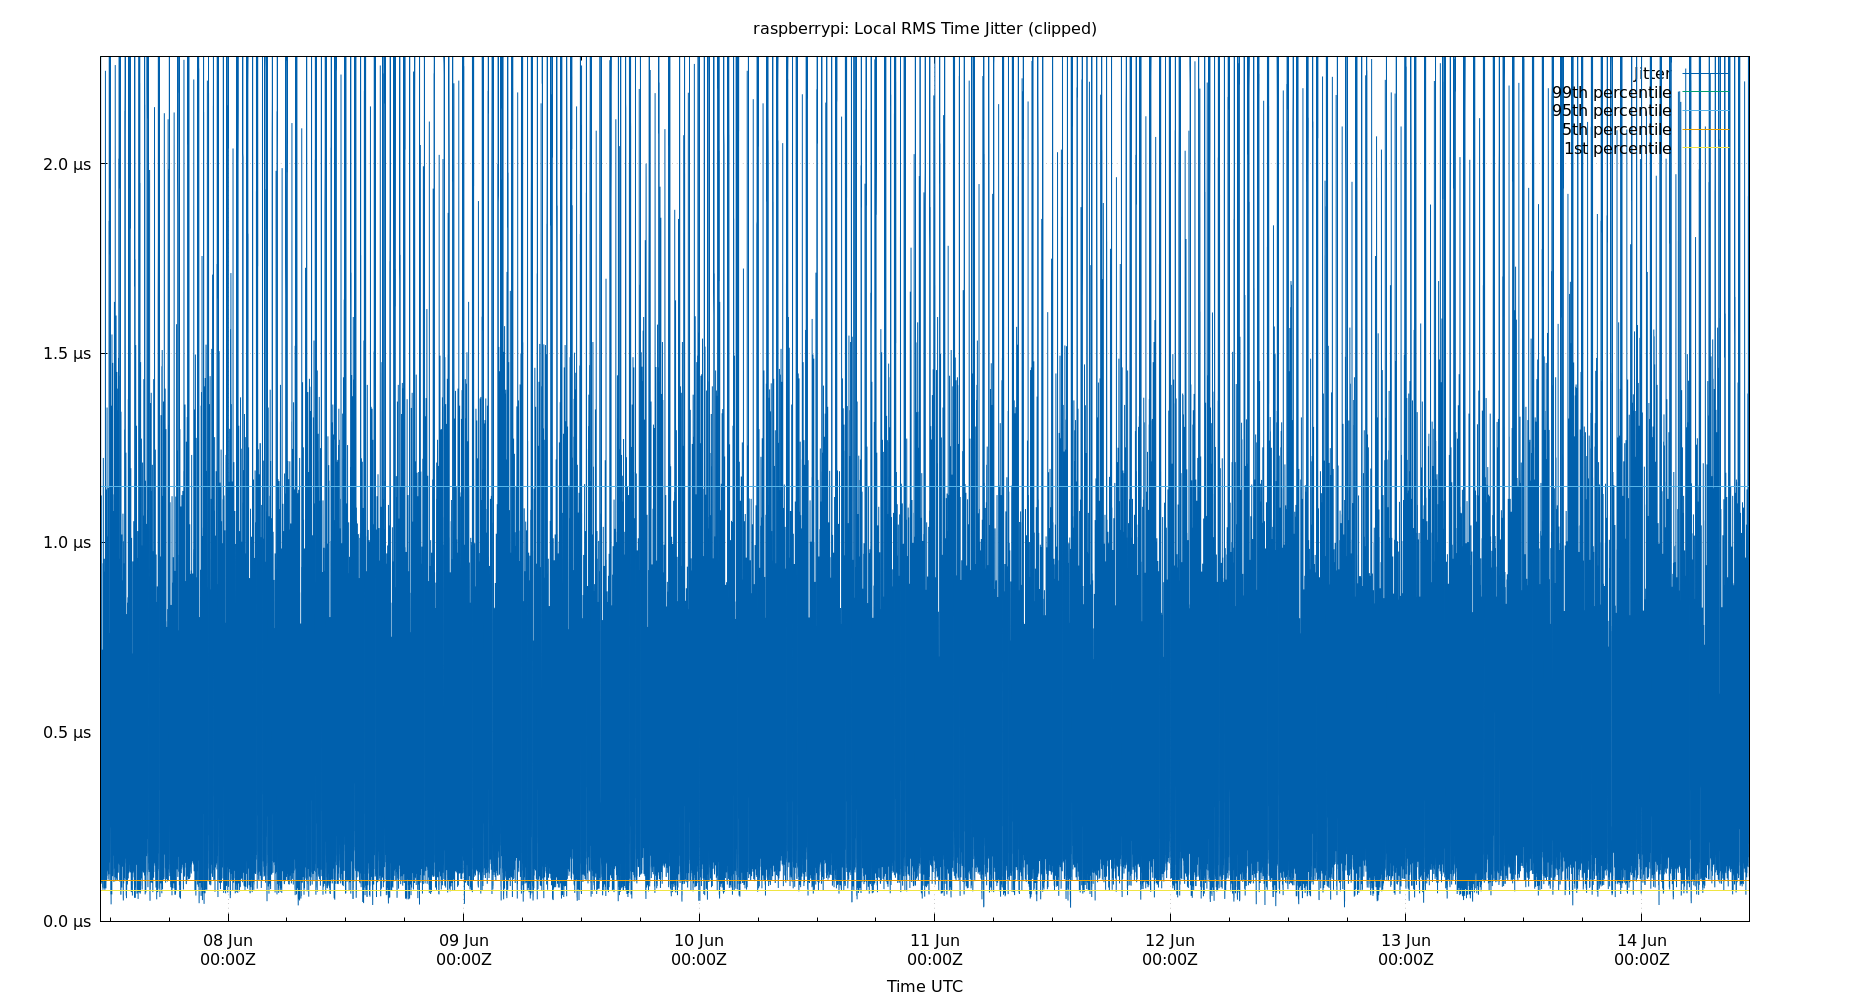 raspberrypi: Local RMS Time Jitter (clipped)
jitter
99th percentile
95th percentile
5th percentile
1st percentile
2.0 µs
1.5 µs
1.0 µs
0.5 µs
0.0 µs
08 Jun 09 Jun 10 Jun 11 Jun 12 Jun 13 Jun 14 Jun
00:00Z 00:00Z 00:00Z 00:00Z 00:00Z 00:00Z 00:00Z
Time UTC